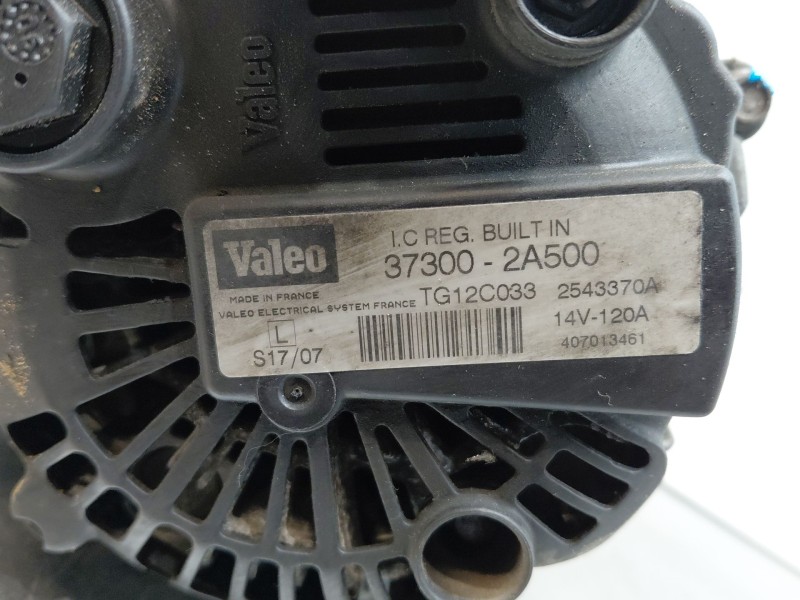 Valeo
Valeo
I.C REG. BUILT IN
37300 - 2A500
MADE IN FRANCE
VALEO ELECTRICAL SYSTEM FRANCE
TG12C033 2543370A
L
14V-120A
S17/07
407013461